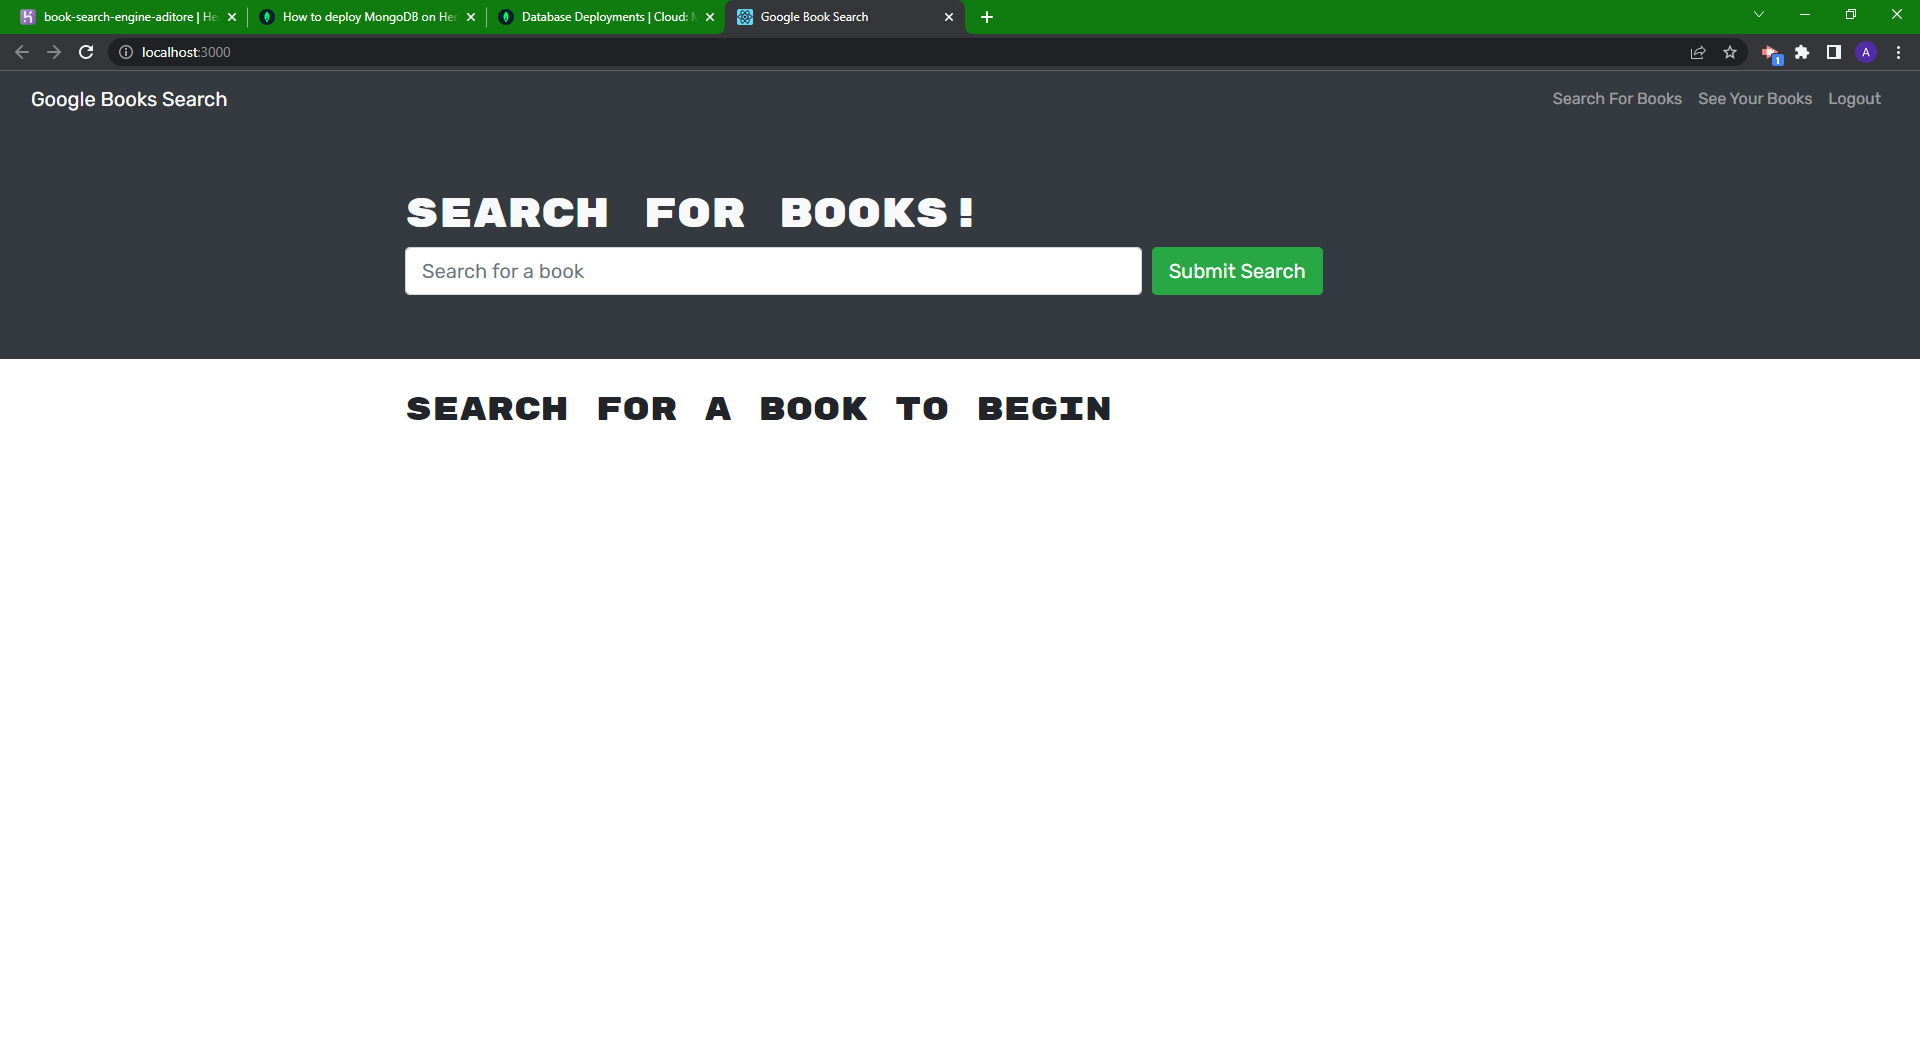 book-search-engine-aditore | He
How to deploy MongoDB on Her
Database Deployments | Cloud: M
Google Book Search
localhost:3000
1
A
Google Books Search
Search For Books
See Your Books
Logout
SEARCH FOR BOOKS!
Search for a book
Submit Search
SEARCH FOR A BOOK TO BEGIN